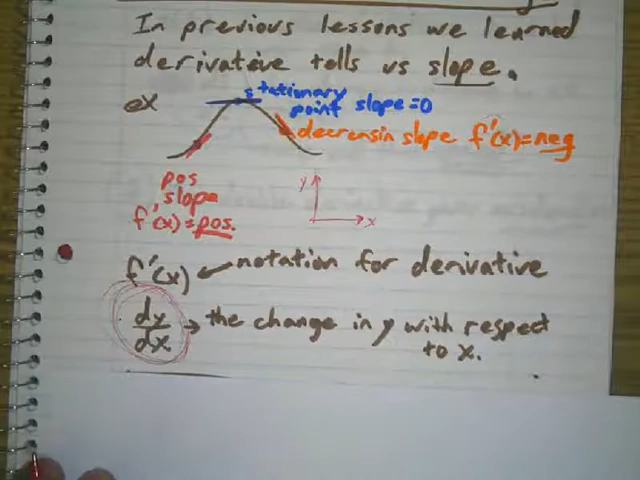 In previous lessons we learned
derivative tells us slope.
ex
stationary
point slope=0
decreasin slope f'(x)=neg
pos
slope
f'(x)=pos.
y
x
f'(x) notation for derivative
dy
dx → the change in y with respect
to x.